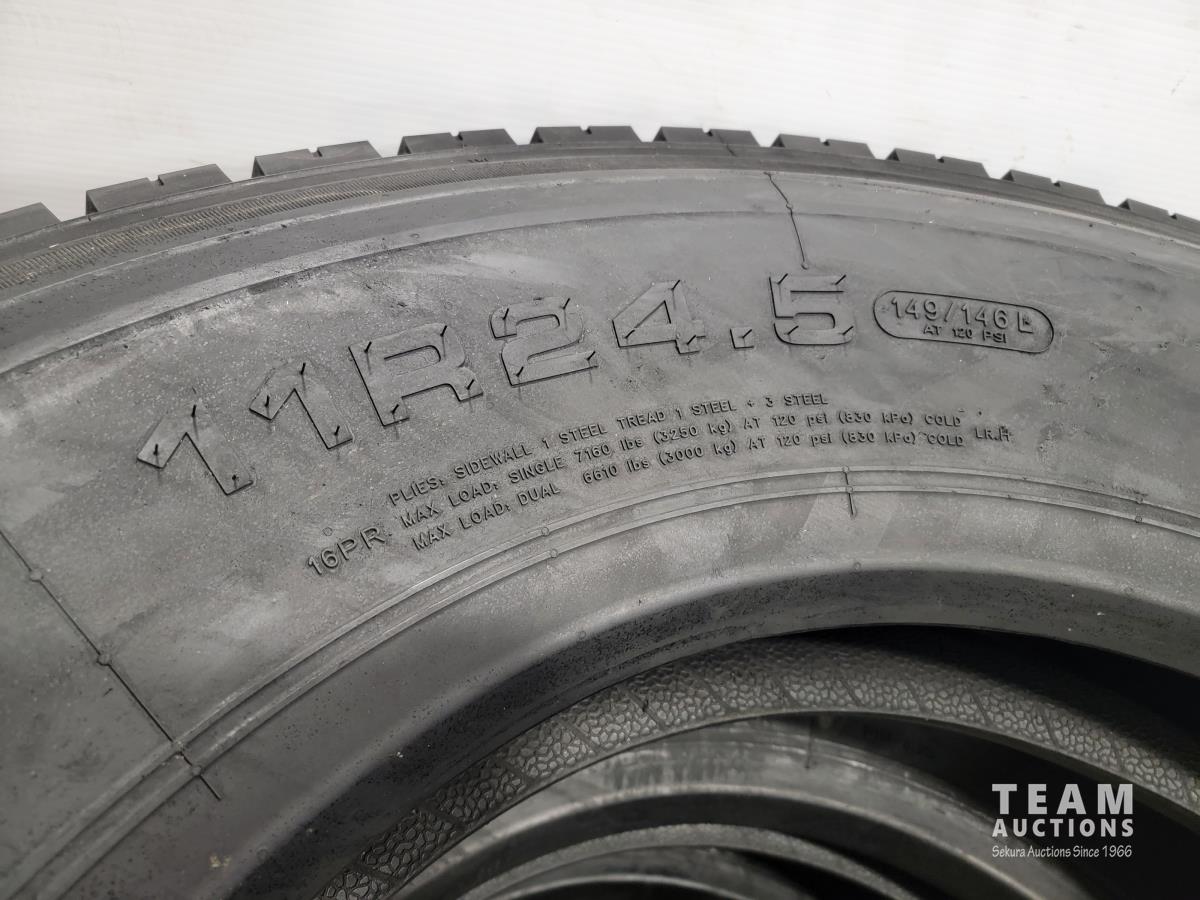 11R24.5
149/146 L
AT 120 PSI
PLIES: SIDEWALL 1 STEEL TREAD 1 STEEL + 3 STEEL
16PR. MAX LOAD: SINGLE 7160 lbs (3250 kg) AT 120 psi (830 kPa) COLD LR.H
MAX LOAD: DUAL 6610 lbs (3000 kg) AT 120 psi (830 kPa) COLD
TEAM
AUCTIONS
Sekura Auctions Since 1966